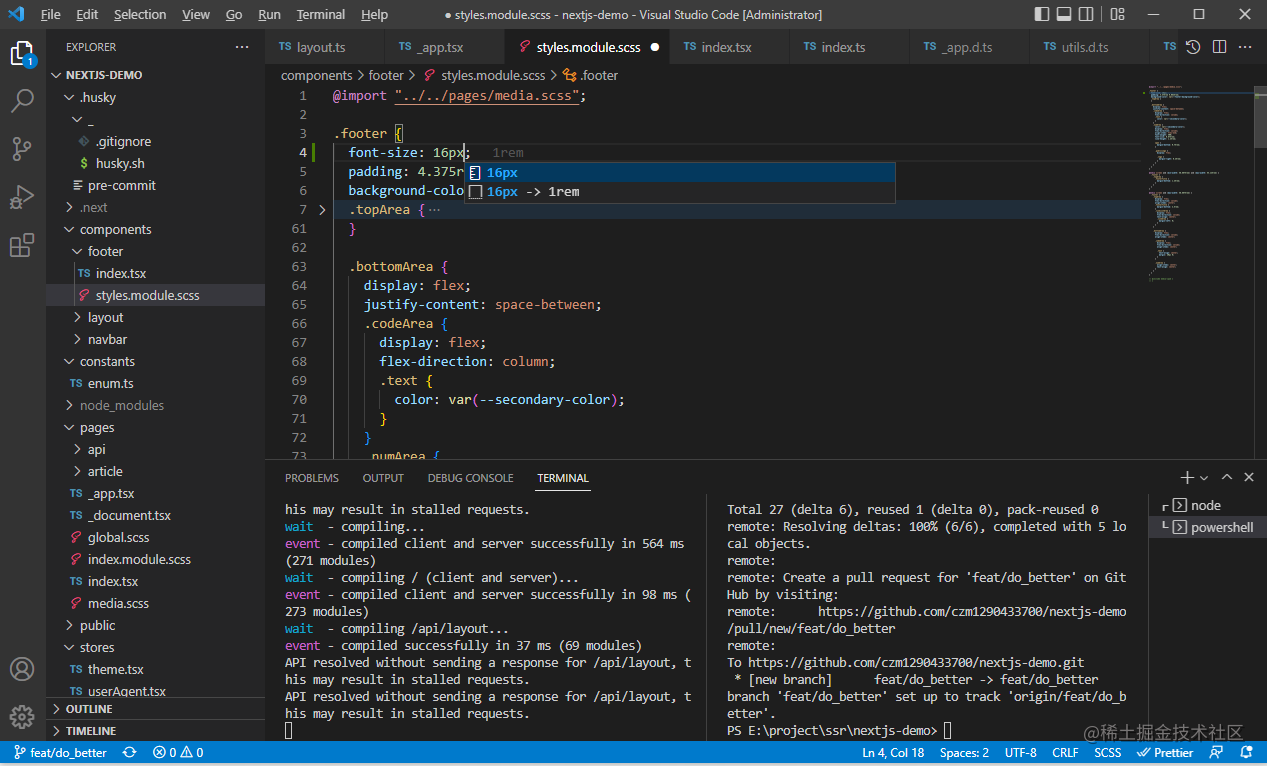 File Edit Selection View Go Run Terminal Help
● styles.module.scss - nextjs-demo - Visual Studio Code [Administrator]
EXPLORER
1
NEXTJS-DEMO
.husky
_
.gitignore
$ husky.sh
pre-commit
.next
components
footer
TS index.tsx
styles.module.scss
layout
navbar
constants
TS enum.ts
node_modules
pages
api
article
TS _app.tsx
TS _document.tsx
global.scss
index.module.scss
TS index.tsx
media.scss
public
stores
TS theme.tsx
TS userAgent.tsx
OUTLINE
TIMELINE
TS layout.ts
TS _app.tsx
styles.module.scss ●
TS index.tsx
TS index.ts
TS _app.d.ts
TS utils.d.ts
TS
components > footer > styles.module.scss > .footer
1 @import "../../pages/media.scss";
2
3 .footer {
4 font-size: 16px; 1rem
5 padding: 4.375r
6 background-colo
16px
16px -> 1rem
7 .topArea { ···
61 }
62
63 .bottomArea {
64 display: flex;
65 justify-content: space-between;
66 .codeArea {
67 display: flex;
68 flex-direction: column;
69 .text {
70 color: var(--secondary-color);
71 }
72 }
73 .numArea {
PROBLEMS OUTPUT DEBUG CONSOLE TERMINAL
his may result in stalled requests.
wait - compiling...
event - compiled client and server successfully in 564 ms
(271 modules)
wait - compiling / (client and server)...
event - compiled client and server successfully in 98 ms (
273 modules)
wait - compiling /api/layout...
event - compiled successfully in 37 ms (69 modules)
API resolved without sending a response for /api/layout, t
his may result in stalled requests.
API resolved without sending a response for /api/layout, t
his may result in stalled requests.
Total 27 (delta 6), reused 1 (delta 0), pack-reused 0
remote: Resolving deltas: 100% (6/6), completed with 5 lo
cal objects.
remote:
remote: Create a pull request for 'feat/do_better' on Git
Hub by visiting:
remote: https://github.com/czm1290433700/nextjs-demo
/pull/new/feat/do_better
remote:
To https://github.com/czm1290433700/nextjs-demo.git
* [new branch] feat/do_better -> feat/do_better
branch 'feat/do_better' set up to track 'origin/feat/do_b
etter'.
PS E:\project\ssr\nextjs-demo>
node
powershell
@稀土掘金技术社区
feat/do_better 0 0 Ln 4, Col 18 Spaces: 2 UTF-8 CRLF SCSS Prettier